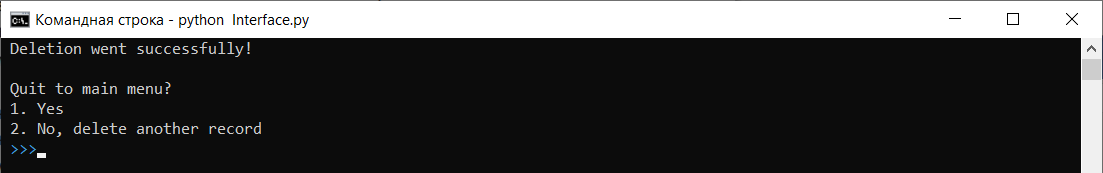 Командная строка - python  Interface.py
Deletion went successfully!
Quit to main menu?
1. Yes
2. No, delete another record
>>>